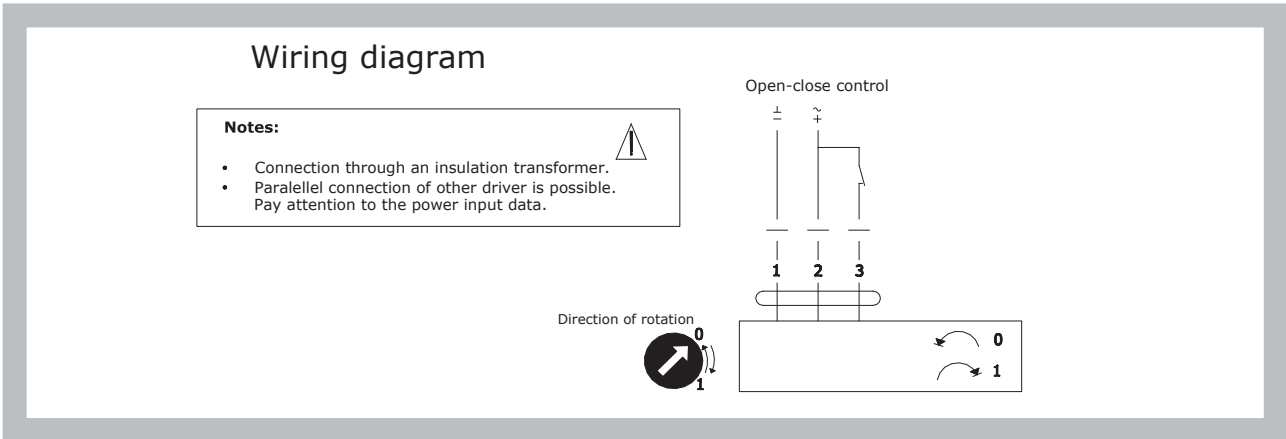 Wiring diagram
Notes:
• Connection through an insulation transformer.
• Paralellel connection of other driver is possible.
Pay attention to the power input data.
Open-close control
⊥ ~
− +
1 2 3
Direction of rotation
0
1
0
1